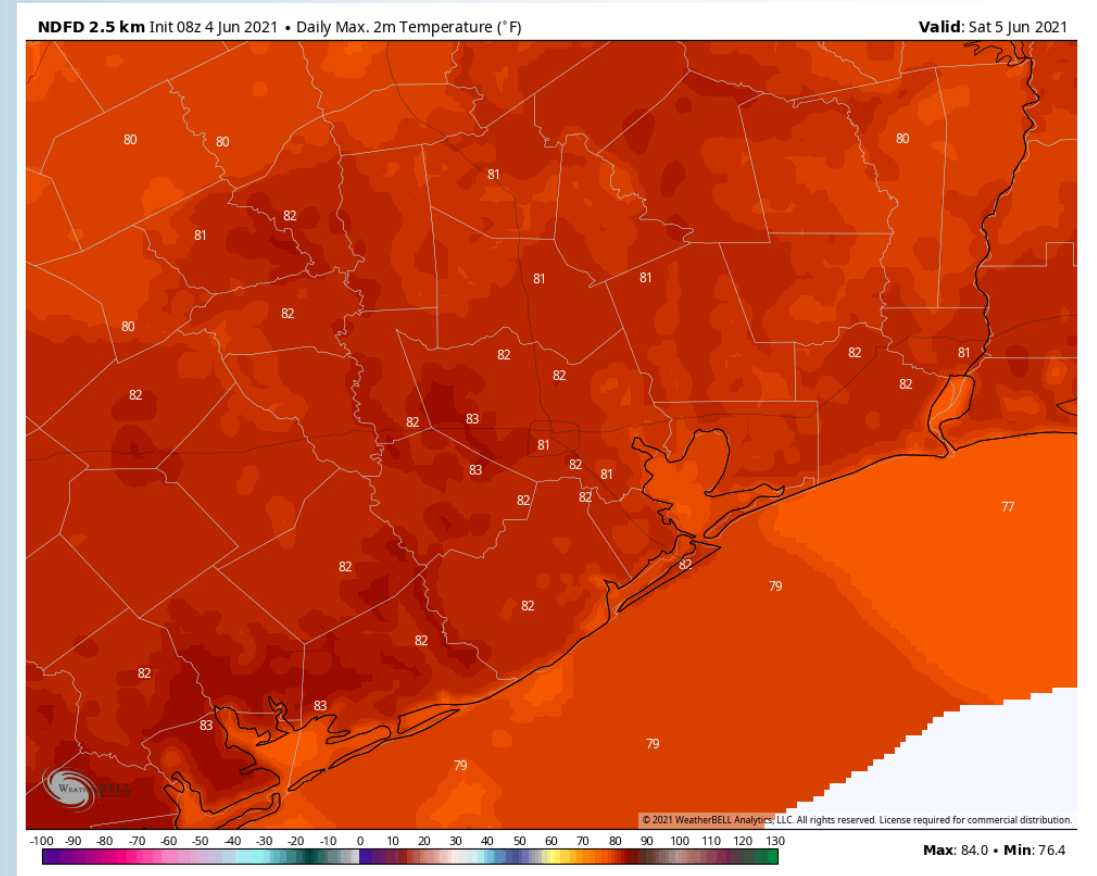 NDFD 2.5 km Init 08z 4 Jun 2021 • Daily Max. 2m Temperature (°F) Valid: Sat 5 Jun 2021
80 80 80
81
82
81
81 81
82
80
82 82 81
82 82
82
82 83
81
83 82 81
82 82
77
82 82
79
82
82
82
83
83
79
79
WEATHERBELL
© 2021 WeatherBELL Analytics, LLC. All rights reserved. License required for commercial distribution.
-100 -90 -80 -70 -60 -50 -40 -30 -20 -10 0 10 20 30 40 50 60 70 80 90 100 110 120 130
Max: 84.0 • Min: 76.4